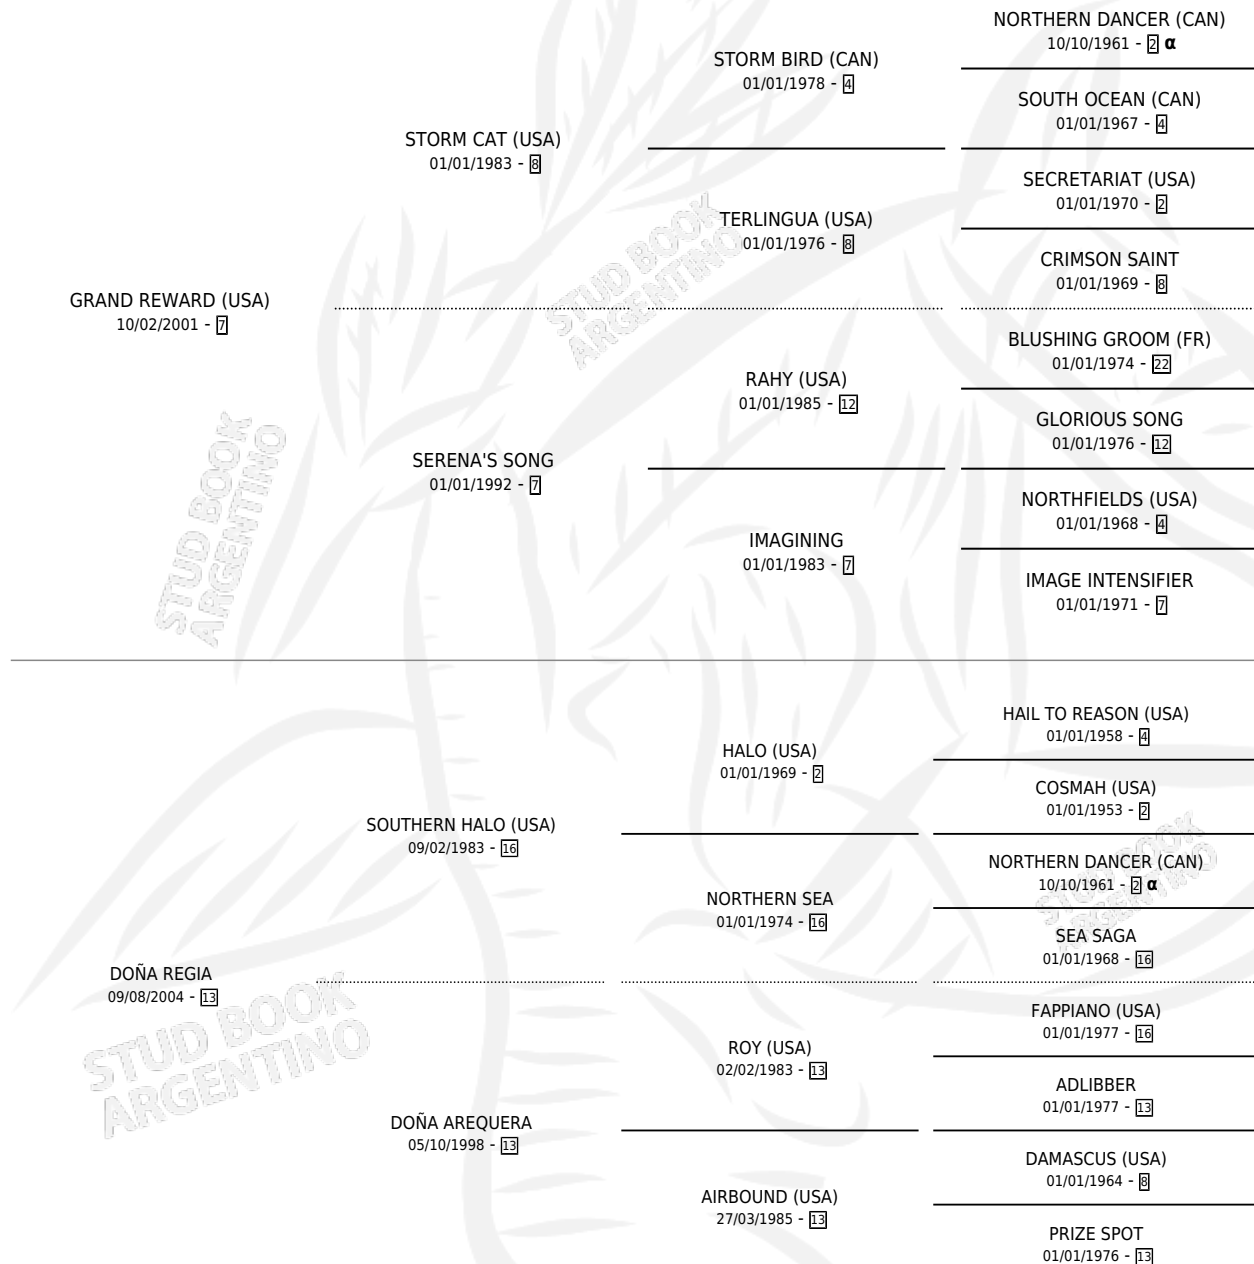 NORTHERN DANCER (CAN)
10/10/1961 - 2 α
STORM BIRD (CAN)
01/01/1978 - 4
SOUTH OCEAN (CAN)
01/01/1967 - 4
STORM CAT (USA)
01/01/1983 - 8
SECRETARIAT (USA)
01/01/1970 - 2
TERLINGUA (USA)
01/01/1976 - 8
CRIMSON SAINT
01/01/1969 - 8
GRAND REWARD (USA)
10/02/2001 - 7
BLUSHING GROOM (FR)
01/01/1974 - 22
RAHY (USA)
01/01/1985 - 12
GLORIOUS SONG
01/01/1976 - 12
SERENA'S SONG
01/01/1992 - 7
NORTHFIELDS (USA)
01/01/1968 - 4
IMAGINING
01/01/1983 - 7
IMAGE INTENSIFIER
01/01/1971 - 7
HAIL TO REASON (USA)
01/01/1958 - 4
HALO (USA)
01/01/1969 - 2
COSMAH (USA)
01/01/1953 - 2
SOUTHERN HALO (USA)
09/02/1983 - 16
NORTHERN DANCER (CAN)
10/10/1961 - 2 α
NORTHERN SEA
01/01/1974 - 16
SEA SAGA
01/01/1968 - 16
DOÑA REGIA
09/08/2004 - 13
FAPPIANO (USA)
01/01/1977 - 16
ROY (USA)
02/02/1983 - 13
ADLIBBER
01/01/1977 - 13
DOÑA AREQUERA
05/10/1998 - 13
DAMASCUS (USA)
01/01/1964 - 8
AIRBOUND (USA)
27/03/1985 - 13
PRIZE SPOT
01/01/1976 - 13
STUD BOOK
ARGENTINO
STUD BOOK
ARGENTINO
STUD BOOK
ARGENTINO
STUD BOOK
ARGENTINO